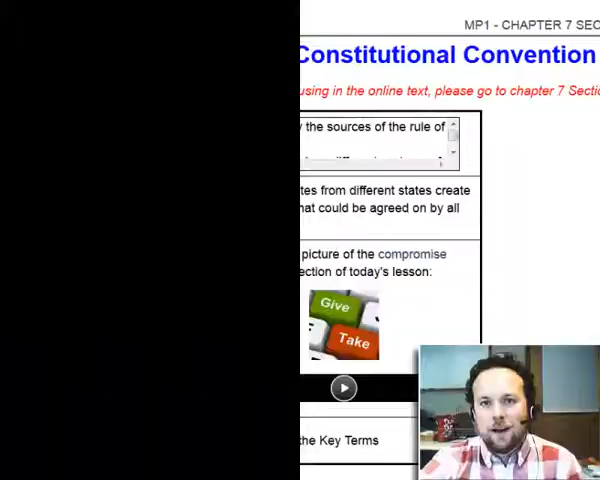 MP1 - CHAPTER 7 SEC
Constitutional Convention
using in the online text, please go to chapter 7 Secti
the sources of the rule of
tes from different states create
hat could be agreed on by all
picture of the compromise
ection of today's lesson:
Give
Take
the Key Terms